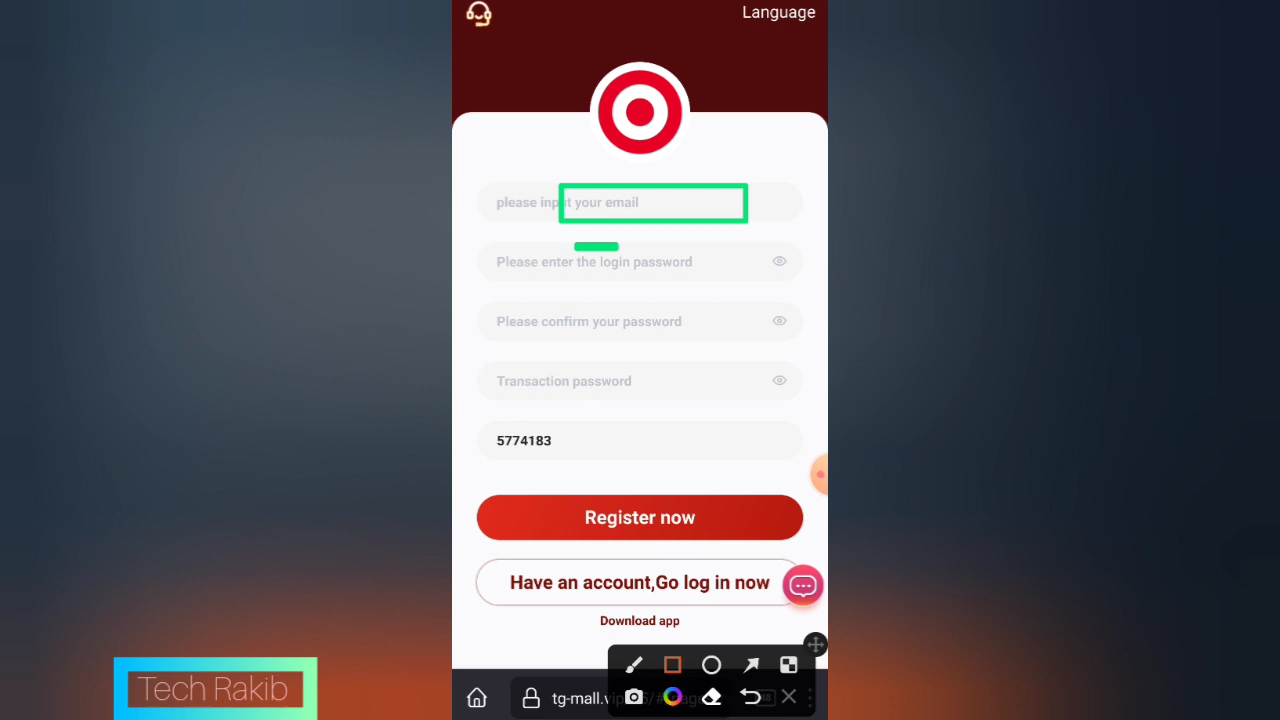 Language
please input your email
Please enter the login password
Please confirm your password
Transaction password
5774183
Register now
Have an account,Go log in now
Download app
Tech Rakib
tg-mall.vip